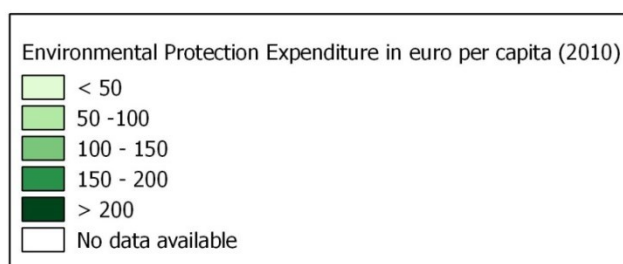 Environmental Protection Expenditure in euro per capita (2010)
< 50
50 -100
100 - 150
150 - 200
> 200
No data available